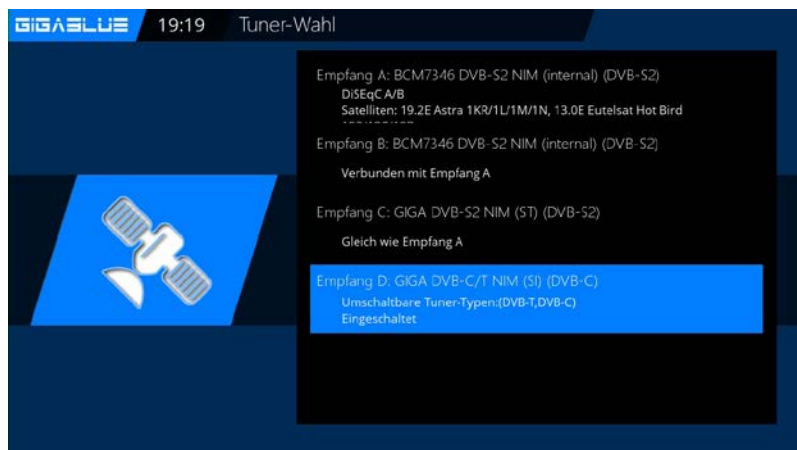 GIGABLUE 19:19 Tuner-Wahl
Empfang A: BCM7346 DVB-S2 NIM (internal) (DVB-S2)
DiSEqC A/B
Satelliten: 19.2E Astra 1KR/1L/1M/1N, 13.0E Eutelsat Hot Bird
Empfang B: BCM7346 DVB-S2 NIM (internal) (DVB-S2)
Verbunden mit Empfang A
Empfang C: GIGA DVB-S2 NIM (ST) (DVB-S2)
Gleich wie Empfang A
Empfang D: GIGA DVB-C/T NIM (SI) (DVB-C)
Umschaltbare Tuner-Typen:(DVB-T,DVB-C)
Eingeschaltet